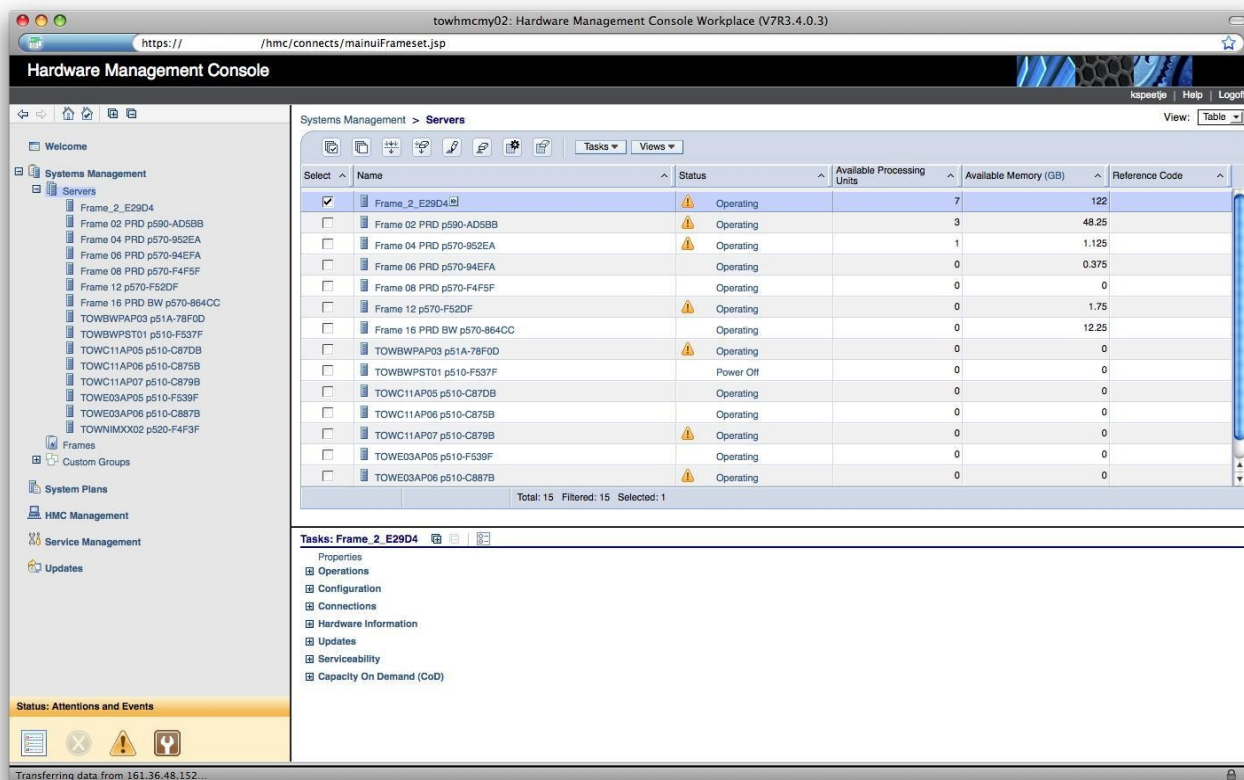 towhmcmy02: Hardware Management Console Workplace (V7R3.4.0.3)
https:// /hmc/connects/mainuiFrameset.jsp
Hardware Management Console
kspeetje | Help | Logoff
Welcome
Systems Management
Servers
Frame_2_E29D4
Frame 02 PRD p590-AD5BB
Frame 04 PRD p570-952EA
Frame 06 PRD p570-94EFA
Frame 08 PRD p570-F4F5F
Frame 12 p570-F52DF
Frame 16 PRD BW p570-864CC
TOWBWPAP03 p51A-78F0D
TOWBWPST01 p510-F537F
TOWC11AP05 p510-C87DB
TOWC11AP06 p510-C875B
TOWC11AP07 p510-C879B
TOWE03AP05 p510-F539F
TOWE03AP06 p510-C887B
TOWNIMXX02 p520-F4F3F
Frames
Custom Groups
System Plans
HMC Management
Service Management
Updates
Status: Attentions and Events
Systems Management > Servers
View: Table
Tasks Views
Select Name Status Available Processing Units Available Memory (GB) Reference Code
Frame_2_E29D4 Operating 7 122
Frame 02 PRD p590-AD5BB Operating 3 48.25
Frame 04 PRD p570-952EA Operating 1 1.125
Frame 06 PRD p570-94EFA Operating 0 0.375
Frame 08 PRD p570-F4F5F Operating 0 0
Frame 12 p570-F52DF Operating 0 1.75
Frame 16 PRD BW p570-864CC Operating 0 12.25
TOWBWPAP03 p51A-78F0D Operating 0 0
TOWBWPST01 p510-F537F Power Off 0 0
TOWC11AP05 p510-C87DB Operating 0 0
TOWC11AP06 p510-C875B Operating 0 0
TOWC11AP07 p510-C879B Operating 0 0
TOWE03AP05 p510-F539F Operating 0 0
TOWE03AP06 p510-C887B Operating 0 0
Total: 15 Filtered: 15 Selected: 1
Tasks: Frame_2_E29D4
Properties
Operations
Configuration
Connections
Hardware Information
Updates
Serviceability
Capacity On Demand (CoD)
Transferring data from 161.36.48.152...